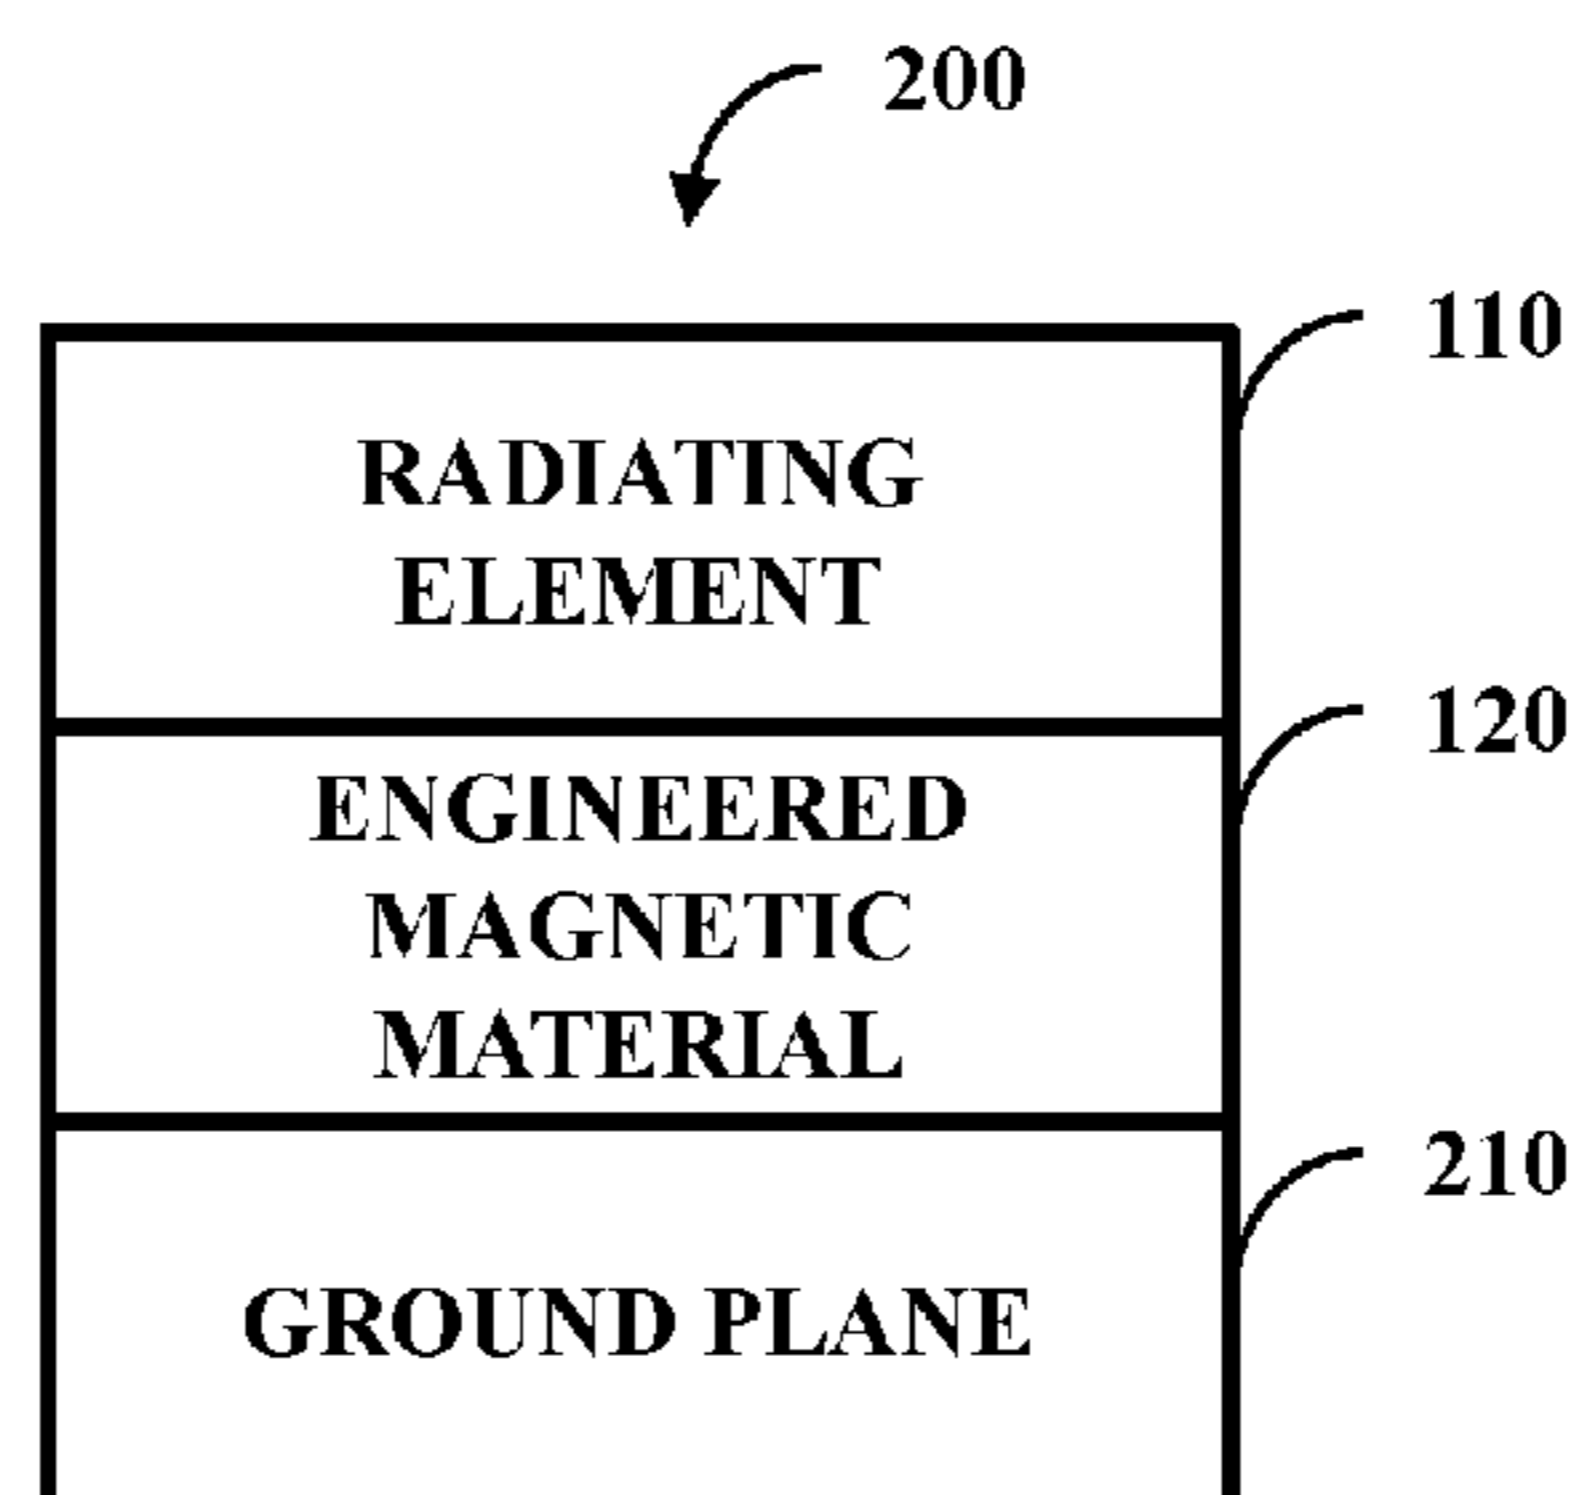 200
110
RADIATING
ELEMENT
120
ENGINEERED
MAGNETIC
MATERIAL
210
GROUND PLANE